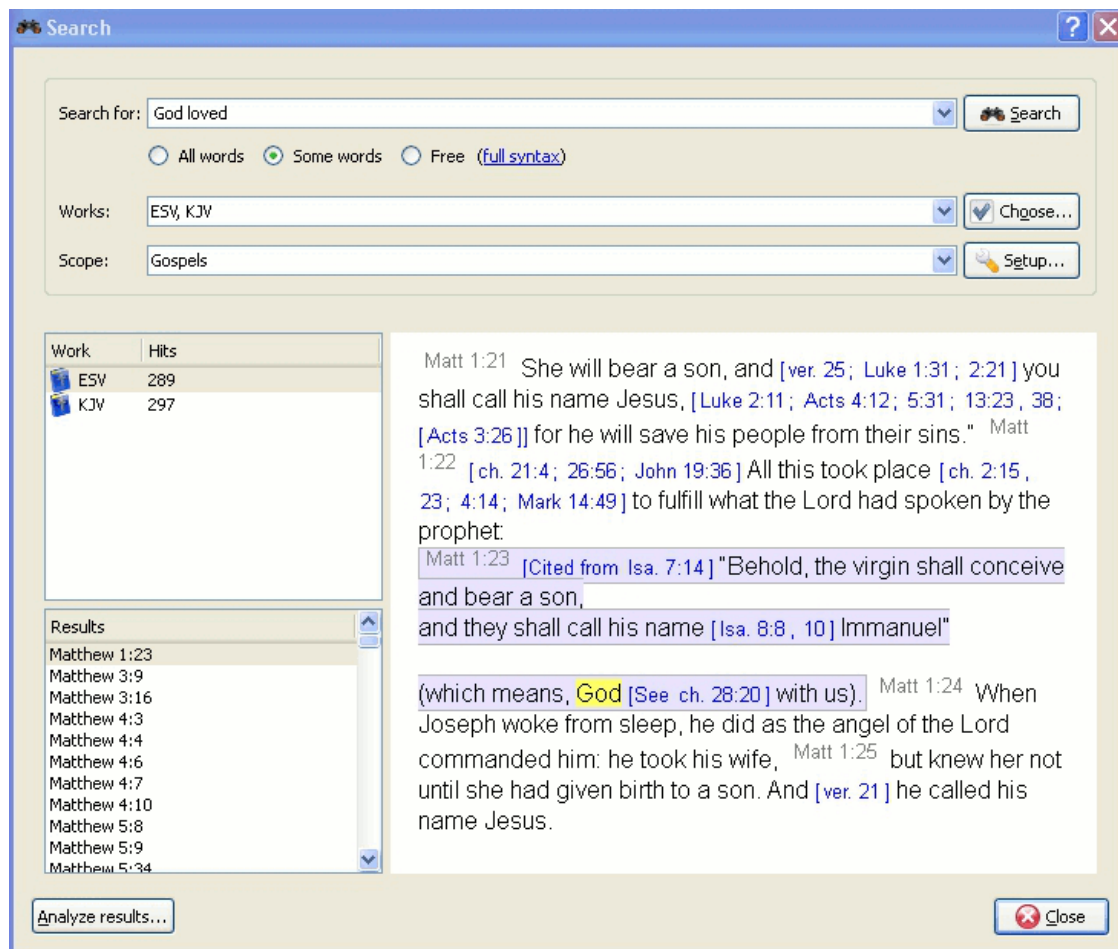 Search
Search for: God loved Search
All words Some words Free (full syntax)
Works: ESV, KJV Choose...
Scope: Gospels Setup...
Work Hits
ESV 289
KJV 297
Results
Matthew 1:23
Matthew 3:9
Matthew 3:16
Matthew 4:3
Matthew 4:4
Matthew 4:6
Matthew 4:7
Matthew 4:10
Matthew 5:8
Matthew 5:9
Matthew 5:34
Matt 1:21 She will bear a son, and [ver. 25; Luke 1:31; 2:21] you
shall call his name Jesus, [Luke 2:11; Acts 4:12; 5:31; 13:23, 38;
[Acts 3:26]] for he will save his people from their sins." Matt
1:22 [ch. 21:4; 26:56; John 19:36] All this took place [ch. 2:15,
23; 4:14; Mark 14:49] to fulfill what the Lord had spoken by the
prophet:
Matt 1:23 [Cited from Isa. 7:14] "Behold, the virgin shall conceive
and bear a son,
and they shall call his name [Isa. 8:8, 10] Immanuel"
(which means, God [See ch. 28:20] with us). Matt 1:24 When
Joseph woke from sleep, he did as the angel of the Lord
commanded him: he took his wife, Matt 1:25 but knew her not
until she had given birth to a son. And [ver. 21] he called his
name Jesus.
Analyze results... Close